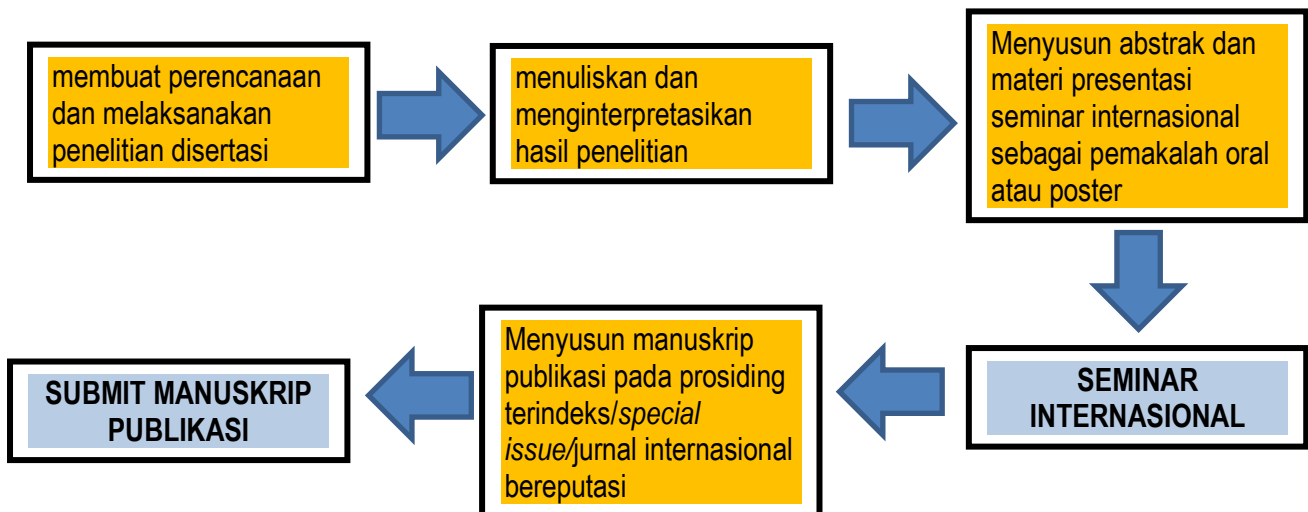 membuat perencanaan
dan melaksanakan
penelitian disertasi
menuliskan dan
menginterpretasikan
hasil penelitian
Menyusun abstrak dan
materi presentasi
seminar internasional
sebagai pemakalah oral
atau poster
SEMINAR
INTERNASIONAL
Menyusun manuskrip
publikasi pada prosiding
terindeks/special
issue/jurnal internasional
bereputasi
SUBMIT MANUSKRIP
PUBLIKASI